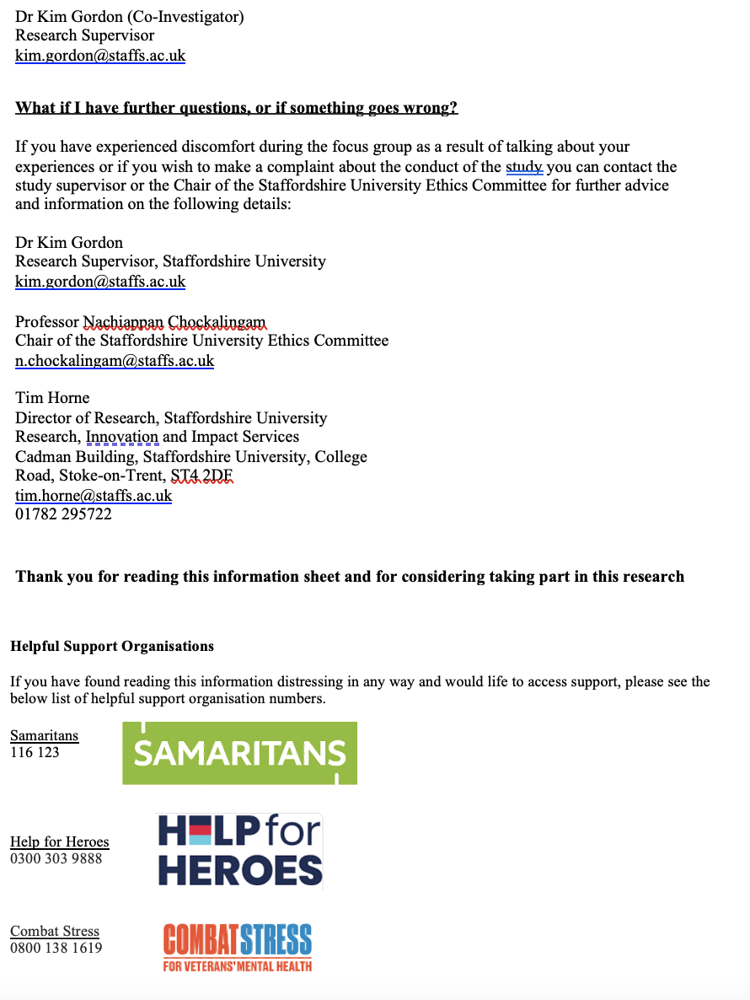 Dr Kim Gordon (Co-Investigator)
Research Supervisor
kim.gordon@staffs.ac.uk
What if I have further questions, or if something goes wrong?
If you have experienced discomfort during the focus group as a result of talking about your
experiences or if you wish to make a complaint about the conduct of the study you can contact the
study supervisor or the Chair of the Staffordshire University Ethics Committee for further advice
and information on the following details:
Dr Kim Gordon
Research Supervisor, Staffordshire University
kim.gordon@staffs.ac.uk
Professor Nachiappan Chockalingam
Chair of the Staffordshire University Ethics Committee
n.chockalingam@staffs.ac.uk
Tim Horne
Director of Research, Staffordshire University
Research, Innovation and Impact Services
Cadman Building, Staffordshire University, College
Road, Stoke-on-Trent, ST4 2DF
tim.horne@staffs.ac.uk
01782 295722
Thank you for reading this information sheet and for considering taking part in this research
Helpful Support Organisations
If you have found reading this information distressing in any way and would life to access support, please see the
below list of helpful support organisation numbers.
Samaritans
116 123
SAMARITANS
Help for Heroes
0300 303 9888
HELP for
HEROES
Combat Stress
0800 138 1619
COMBAT STRESS
FOR VETERANS' MENTAL HEALTH